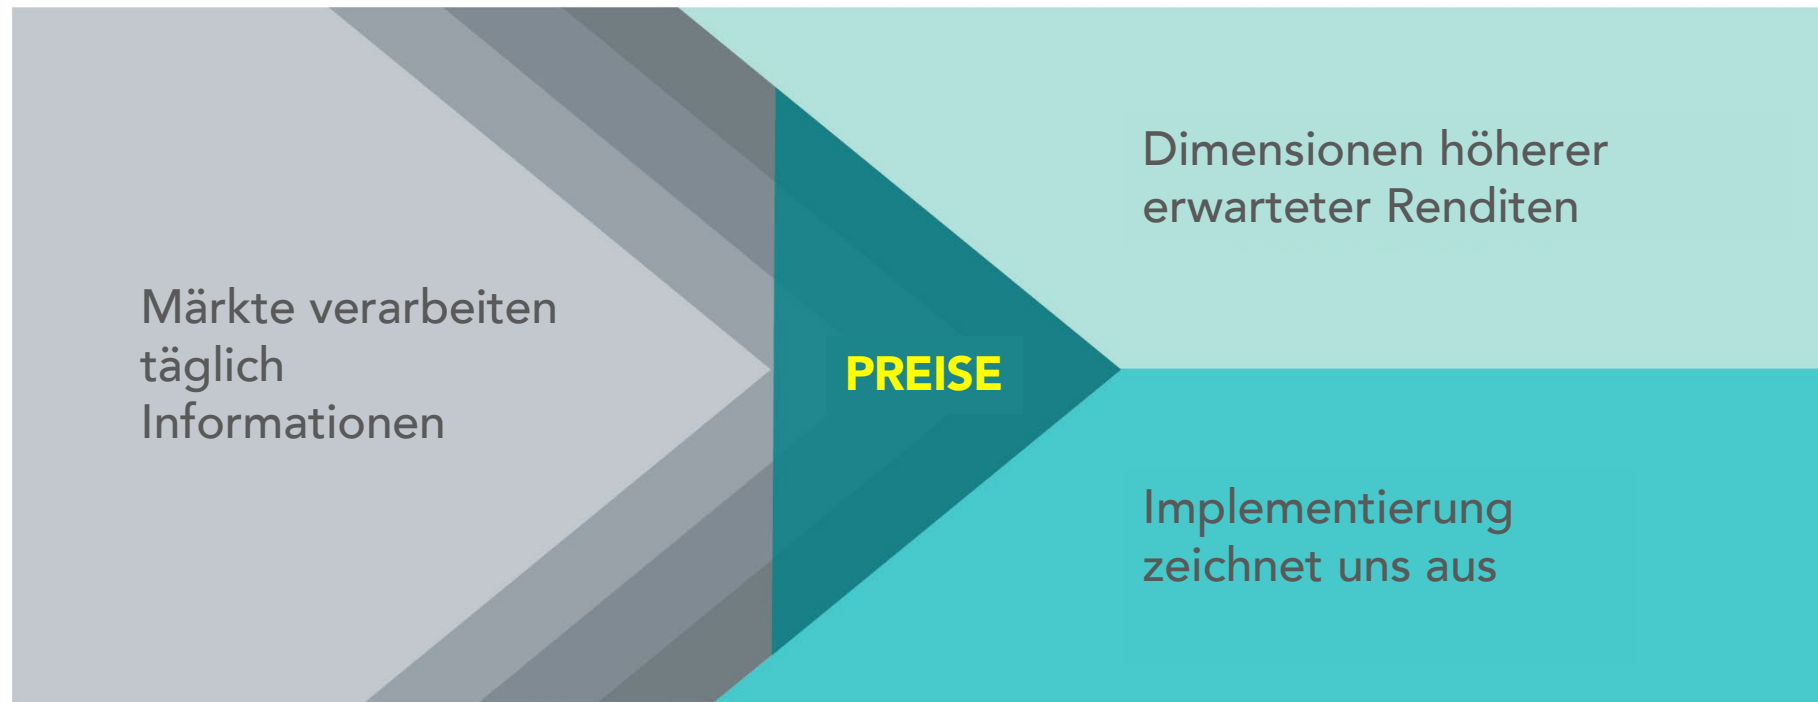 Märkte verarbeiten
täglich
Informationen
PREISE
Dimensionen höherer
erwarteter Renditen
Implementierung
zeichnet uns aus